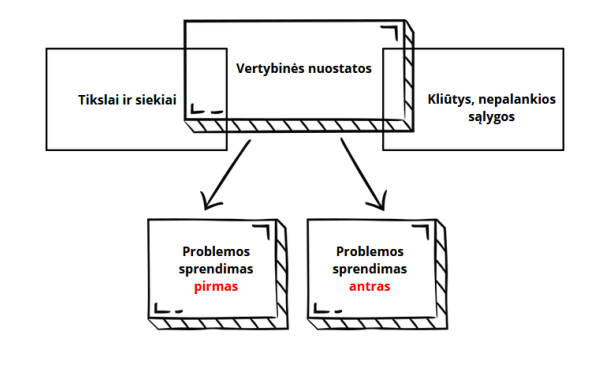 Vertybinės nuostatos
Tikslai ir siekiai
Kliūtys, nepalankios
sąlygos
Problemos
sprendimas
pirmas
Problemos
sprendimas
antras